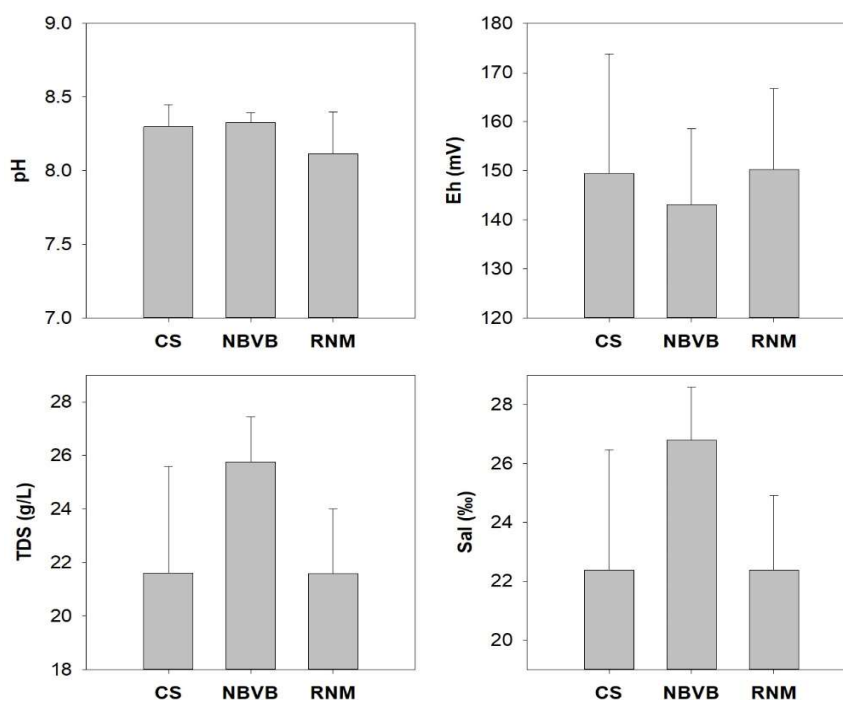 pH
9.0
8.5
8.0
7.5
7.0
CS NBVB RNM
Eh (mV)
180
170
160
150
140
130
120
CS NBVB RNM
TDS (g/L)
28
26
24
22
20
18
CS NBVB RNM
Sal (‰)
28
26
24
22
20
CS NBVB RNM